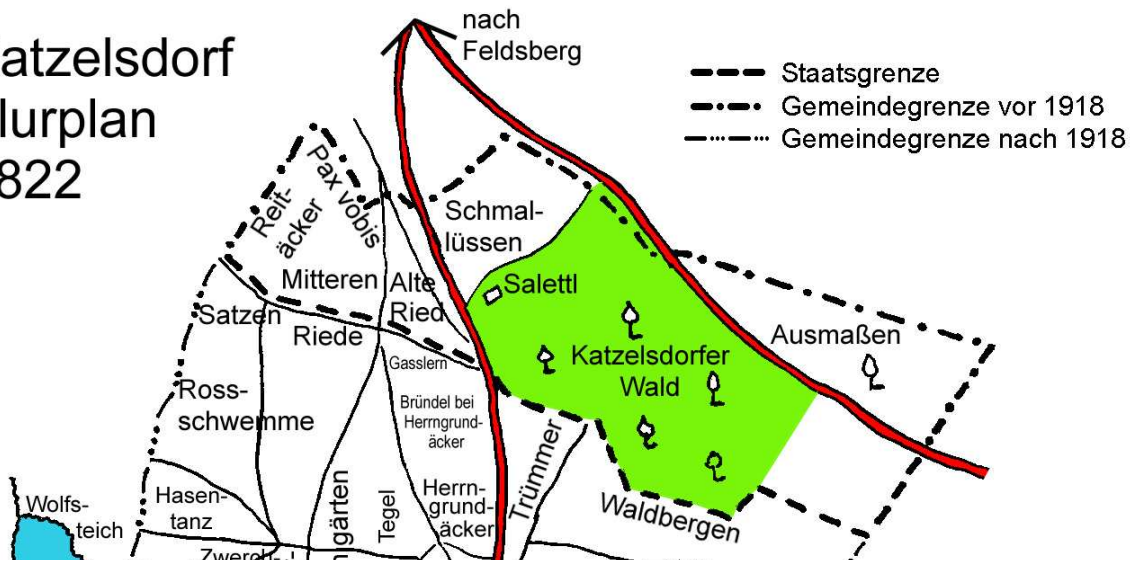 atzelsdorf
lurplan
822
nach
Feldsberg
Staatsgrenze
Gemeindegrenze vor 1918
Gemeindegrenze nach 1918
Pax vobis
Reit-
äcker
Schmal-
lüssen
Mitteren
Alte
Ried
Salettl
Satzen
Riede
Ausmaßen
Gasslern
Katzelsdorfer
Wald
Ross-
schwemme
Bründel bei
Herrngrund-
äcker
Trümmer
Hasen-
tanz
Wolfs-
teich
igärten
Tegel
Herrn-
grund-
äcker
Waldbergen